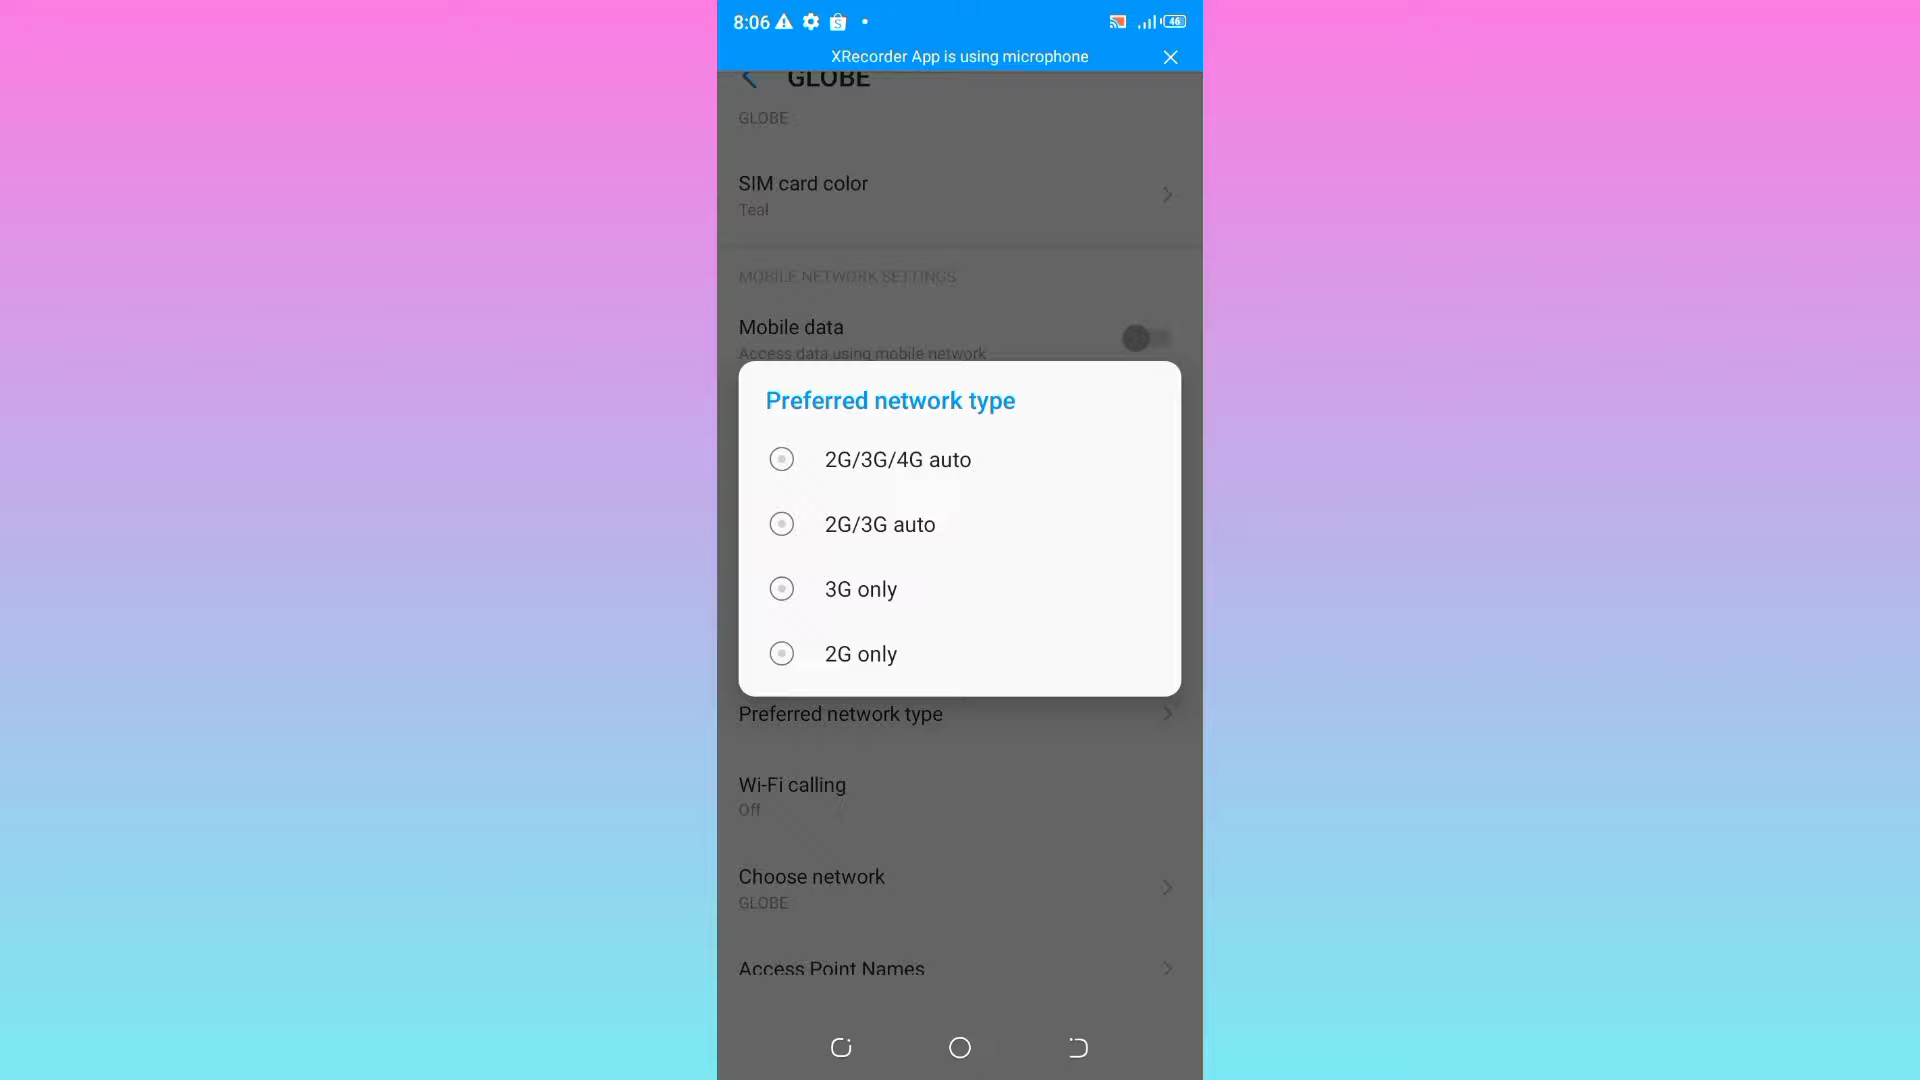 8:06
46
XRecorder App is using microphone
GLOBE
GLOBE
SIM card color
Teal
MOBILE NETWORK SETTINGS
Mobile data
Access data using mobile network
Preferred network type
2G/3G/4G auto
2G/3G auto
3G only
2G only
Preferred network type
Wi-Fi calling
Off
Choose network
GLOBE
Access Point Names